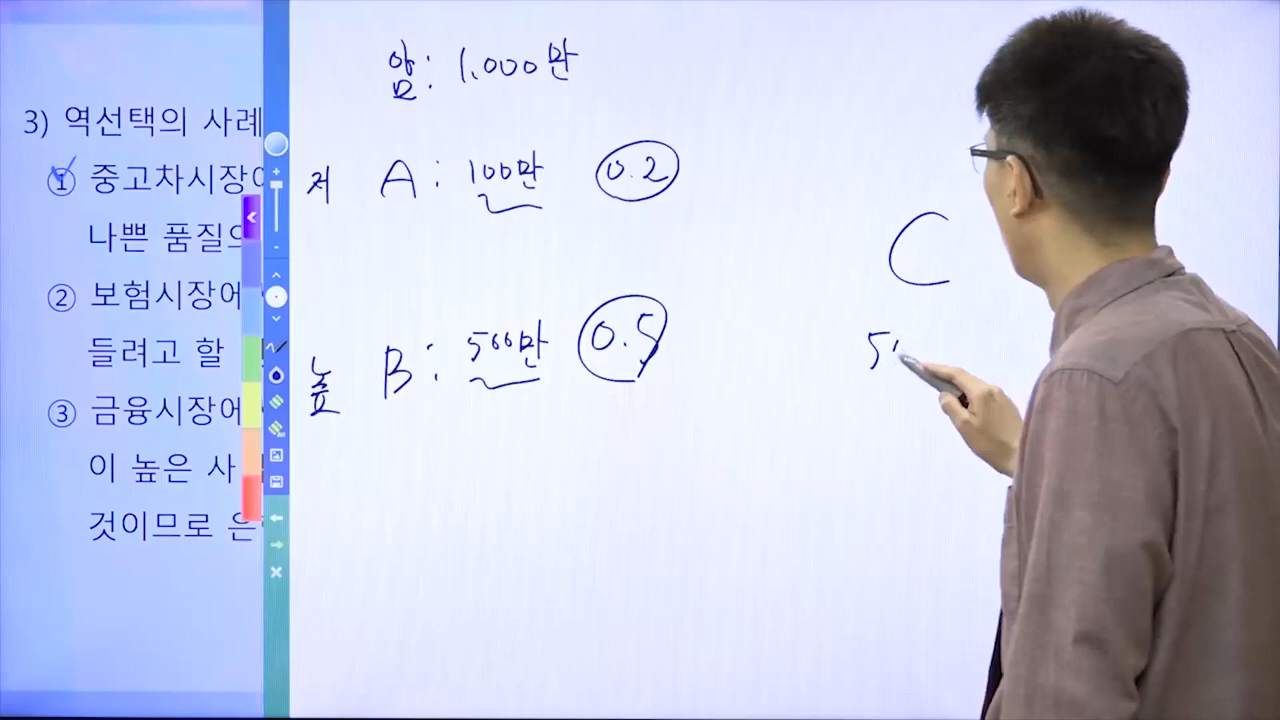 암: 1,000만
3) 역선택의 사례
① 중고차시장에
나쁜 품질으
② 보험시장에
들려고 할
③ 금융시장에
이 높은 사
것이므로 은
저 A: 100만 0.2
높 B: 500만 0.5
C
5